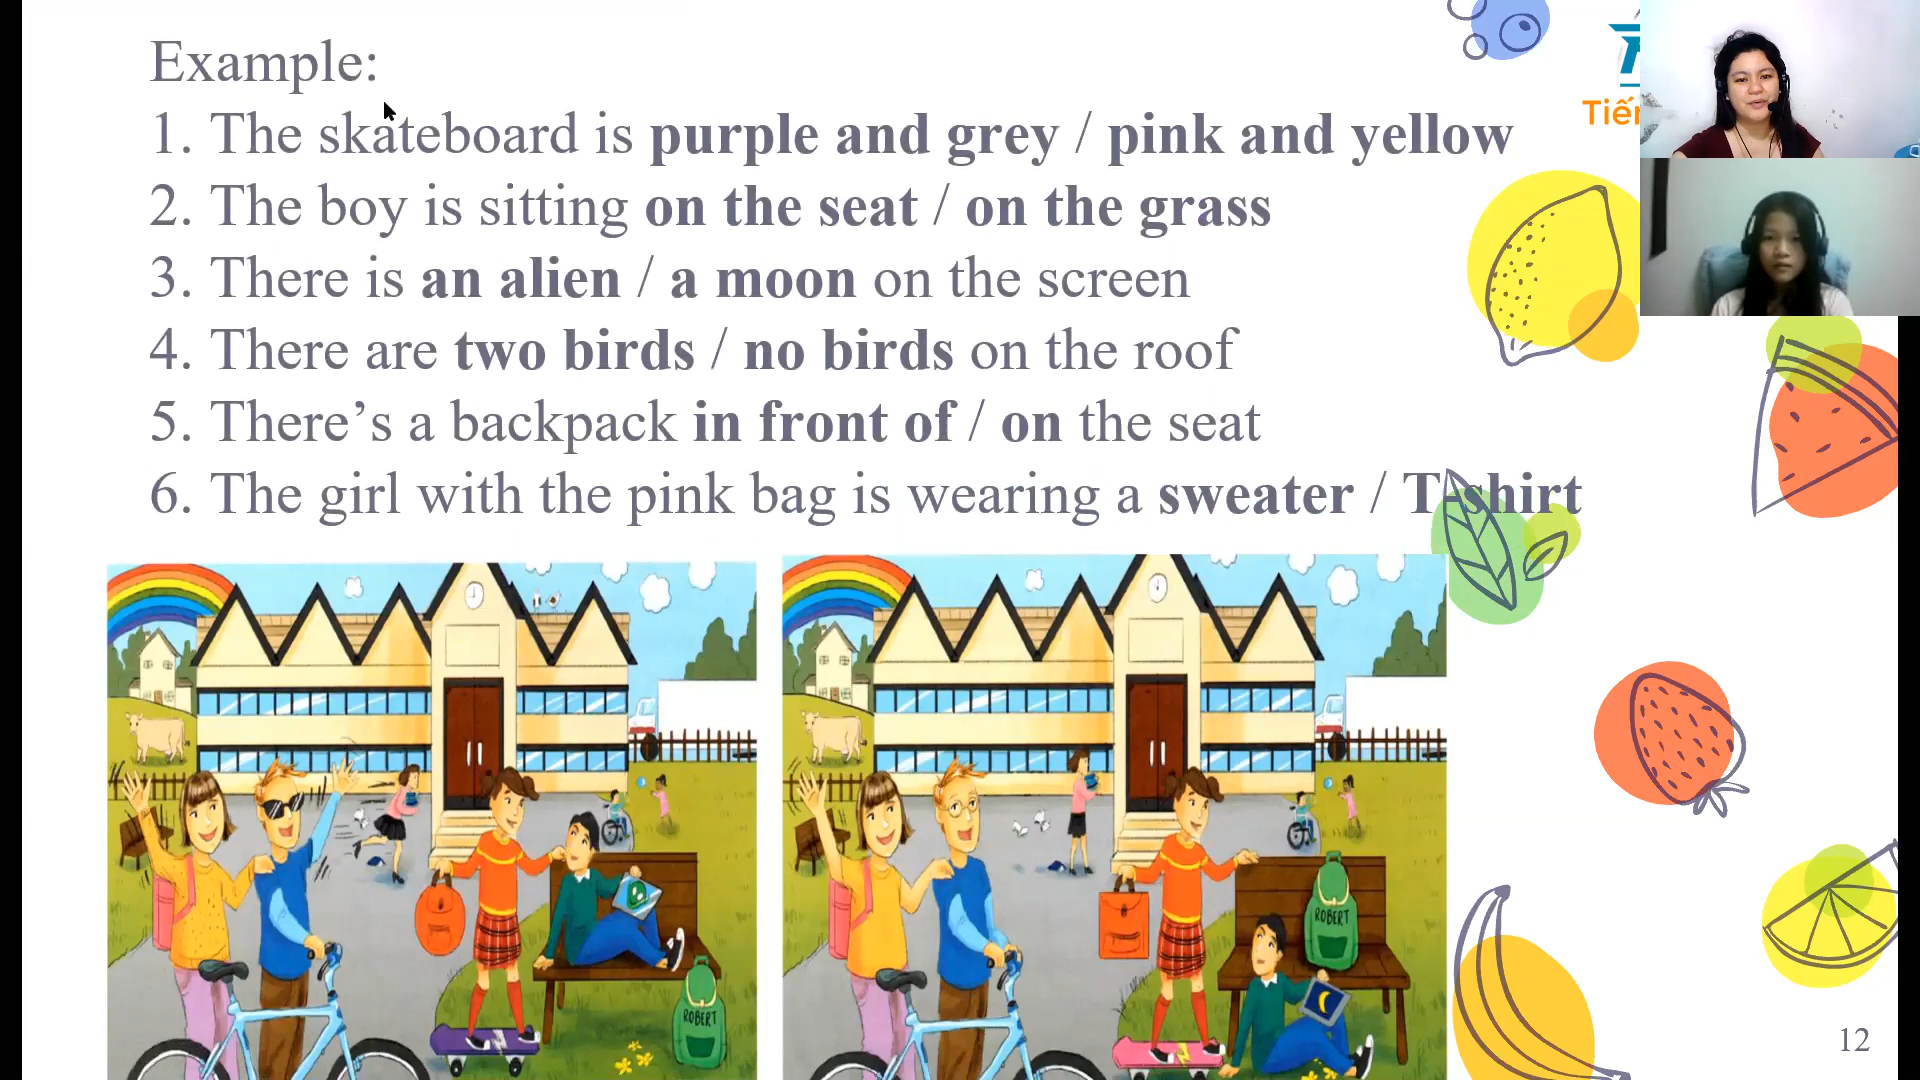 Example:
1. The skateboard is purple and grey / pink and yellow
2. The boy is sitting on the seat / on the grass
3. There is an alien / a moon on the screen
4. There are two birds / no birds on the roof
5. There’s a backpack in front of / on the seat
6. The girl with the pink bag is wearing a sweater / T-shirt
Tiến
ROBERT
ROBERT
12